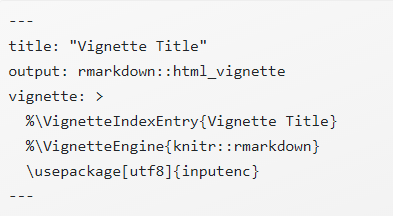 ---
title: "Vignette Title"
output: rmarkdown::html_vignette
vignette: >
  %\VignetteIndexEntry{Vignette Title}
  %\VignetteEngine{knitr::rmarkdown}
  \usepackage[utf8]{inputenc}
---